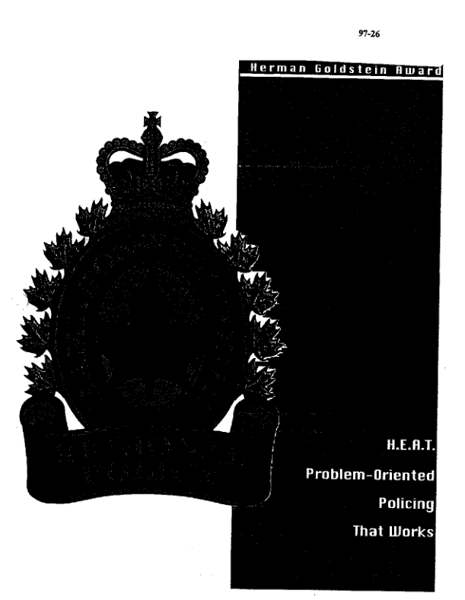 97-26
Herman Goldstein Award
H.E.A.T.
Problem-Oriented
Policing
That Works